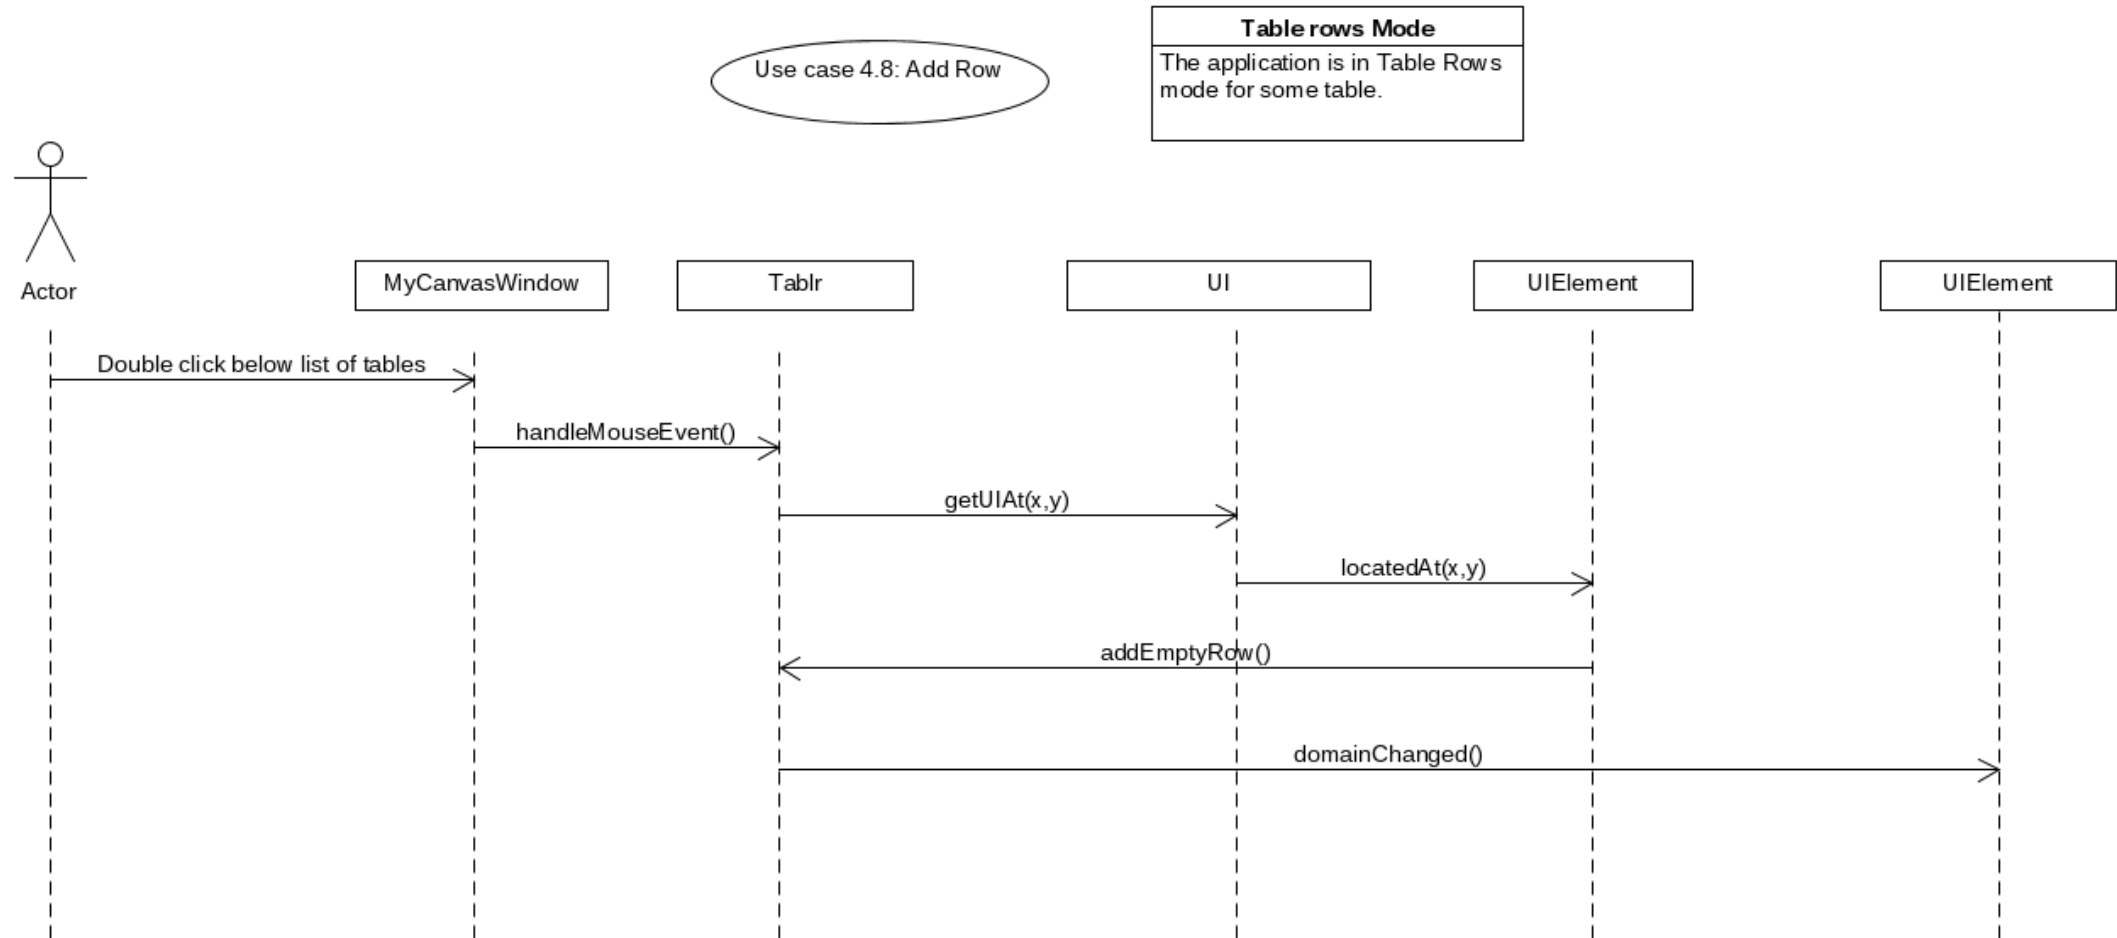 Table rows Mode
Use case 4.8: Add Row
The application is in Table Rows
mode for some table.
Actor
MyCanvasWindow
Tablr
UI
UIElement
UIElement
Double click below list of tables
handleMouseEvent()
getUIAt(x,y)
locatedAt(x,y)
addEmptyRow()
domainChanged()